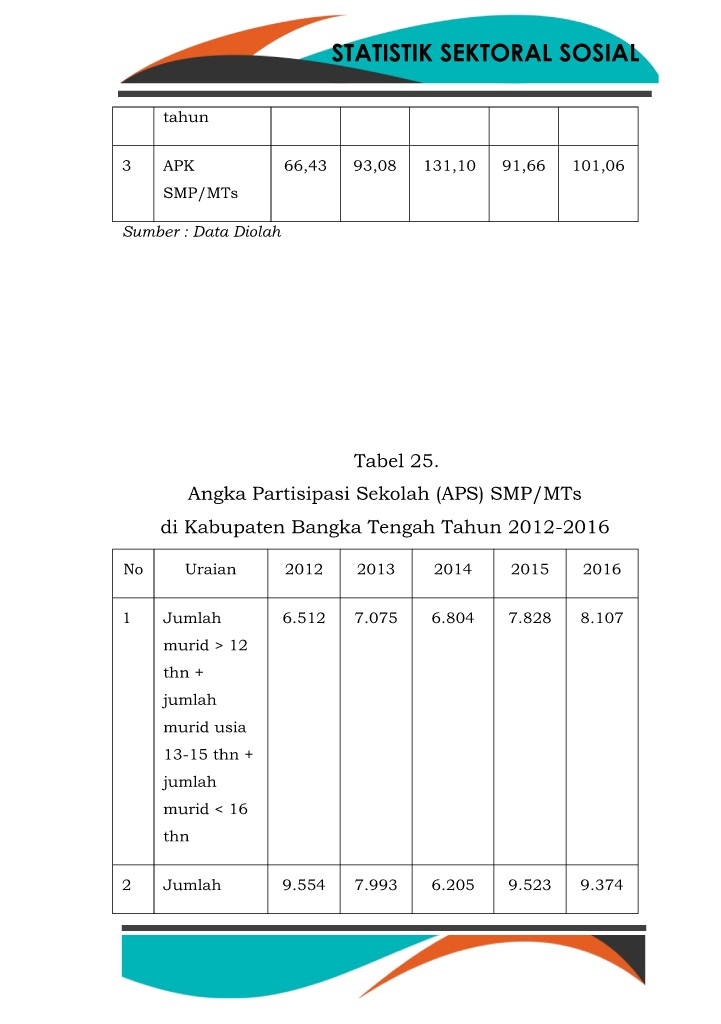 STATISTIK SEKTORAL SOSIAL
tahun
3 APK 66,43 93,08 131,10 91,66 101,06
SMP/MTs
Sumber : Data Diolah
Tabel 25.
Angka Partisipasi Sekolah (APS) SMP/MTs
di Kabupaten Bangka Tengah Tahun 2012-2016
No Uraian 2012 2013 2014 2015 2016
1 Jumlah 6.512 7.075 6.804 7.828 8.107
murid > 12
thn +
jumlah
murid usia
13-15 thn +
jumlah
murid < 16
thn
2 Jumlah 9.554 7.993 6.205 9.523 9.374